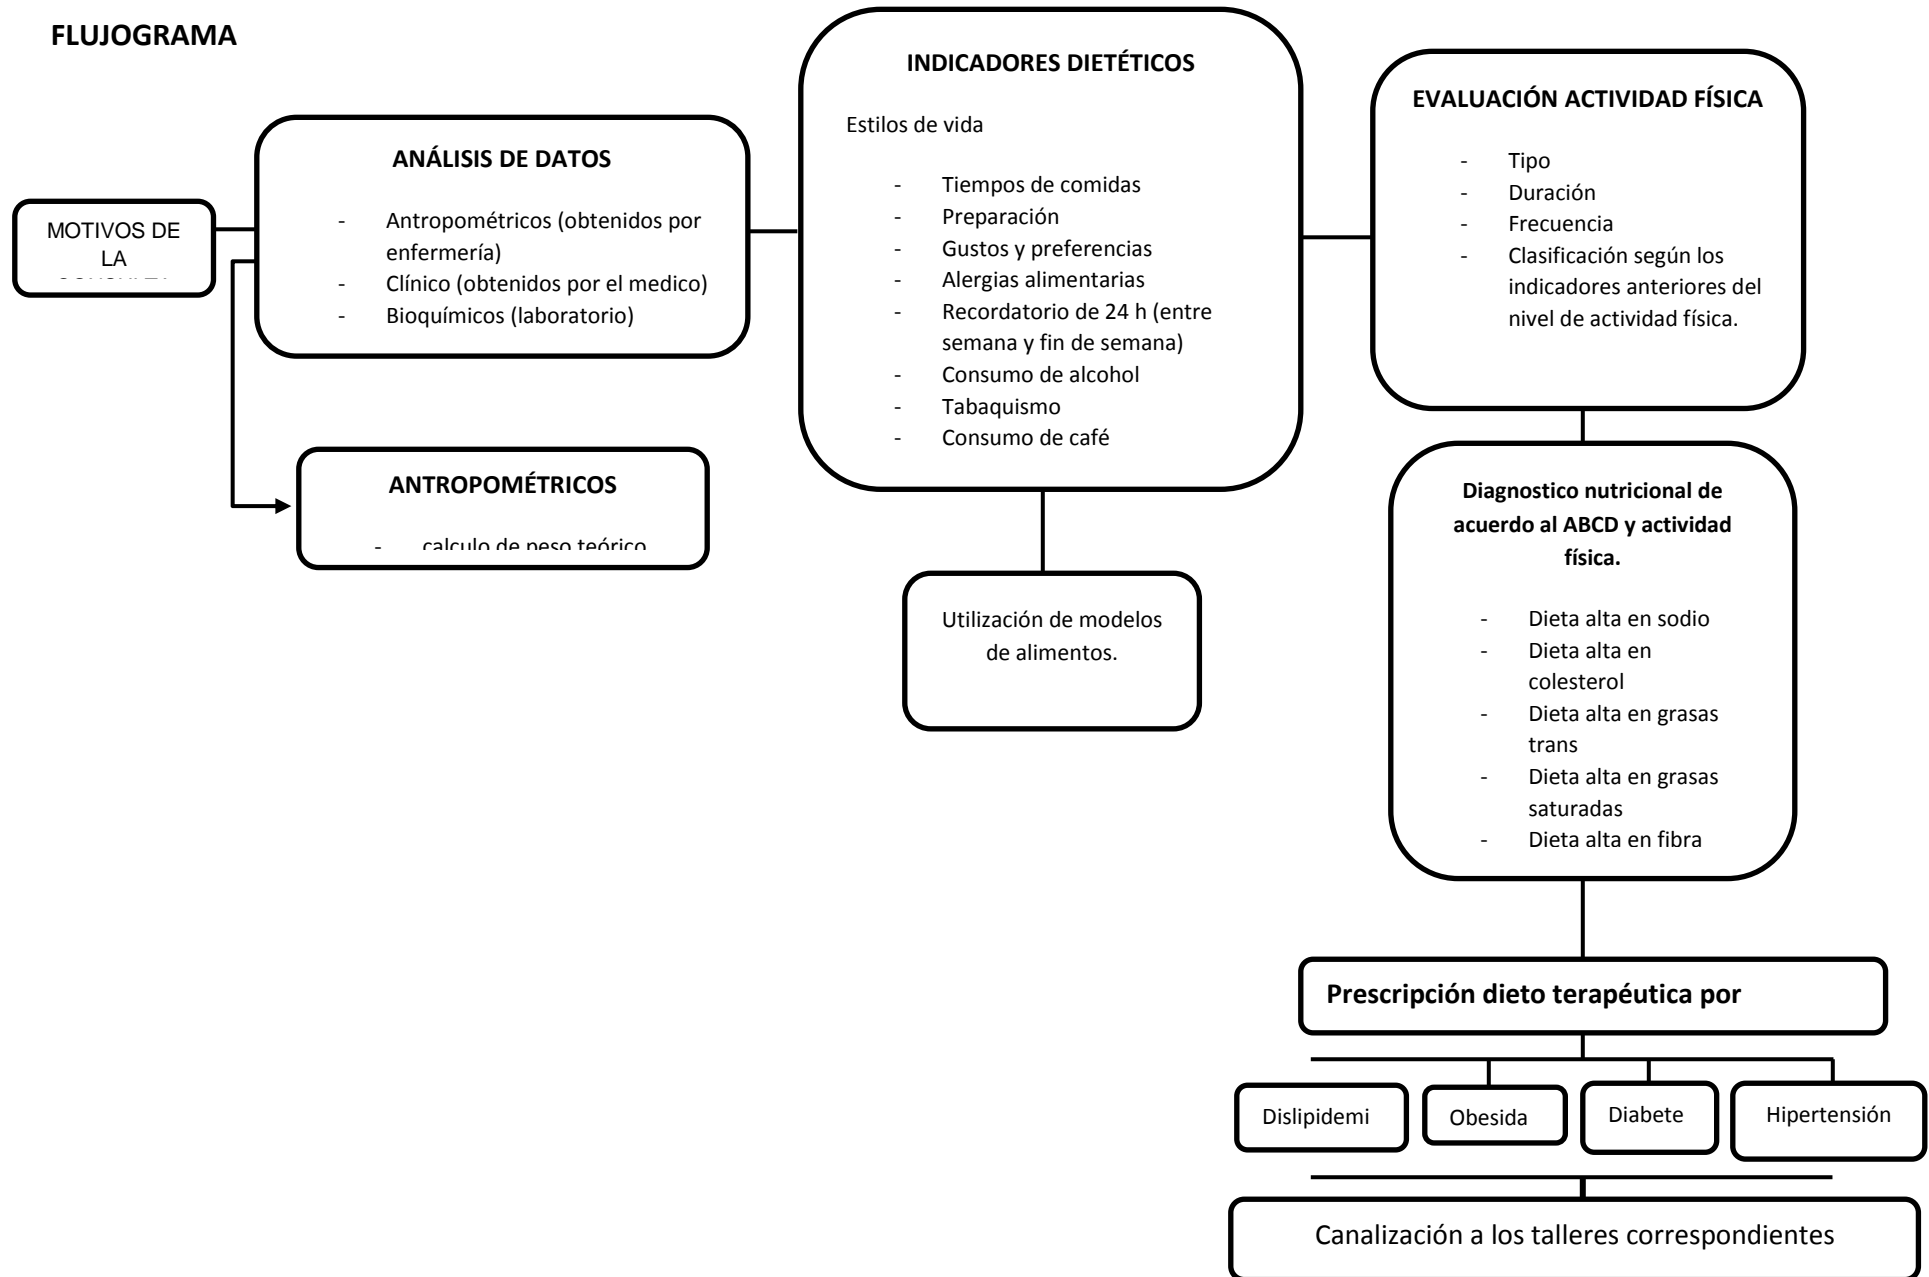 FLUJOGRAMA
MOTIVOS DE
LA
ANÁLISIS DE DATOS
- Antropométricos (obtenidos por
enfermería)
- Clínico (obtenidos por el medico)
- Bioquímicos (laboratorio)
ANTROPOMÉTRICOS
- calculo de peso teórico
INDICADORES DIETÉTICOS
Estilos de vida
- Tiempos de comidas
- Preparación
- Gustos y preferencias
- Alergias alimentarias
- Recordatorio de 24 h (entre
semana y fin de semana)
- Consumo de alcohol
- Tabaquismo
- Consumo de café
Utilización de modelos
de alimentos.
EVALUACIÓN ACTIVIDAD FÍSICA
- Tipo
- Duración
- Frecuencia
- Clasificación según los
indicadores anteriores del
nivel de actividad física.
Diagnostico nutricional de
acuerdo al ABCD y actividad
física.
- Dieta alta en sodio
- Dieta alta en
colesterol
- Dieta alta en grasas
trans
- Dieta alta en grasas
saturadas
- Dieta alta en fibra
Prescripción dieto terapéutica por
Dislipidemi
Obesida
Diabete
Hipertensión
Canalización a los talleres correspondientes